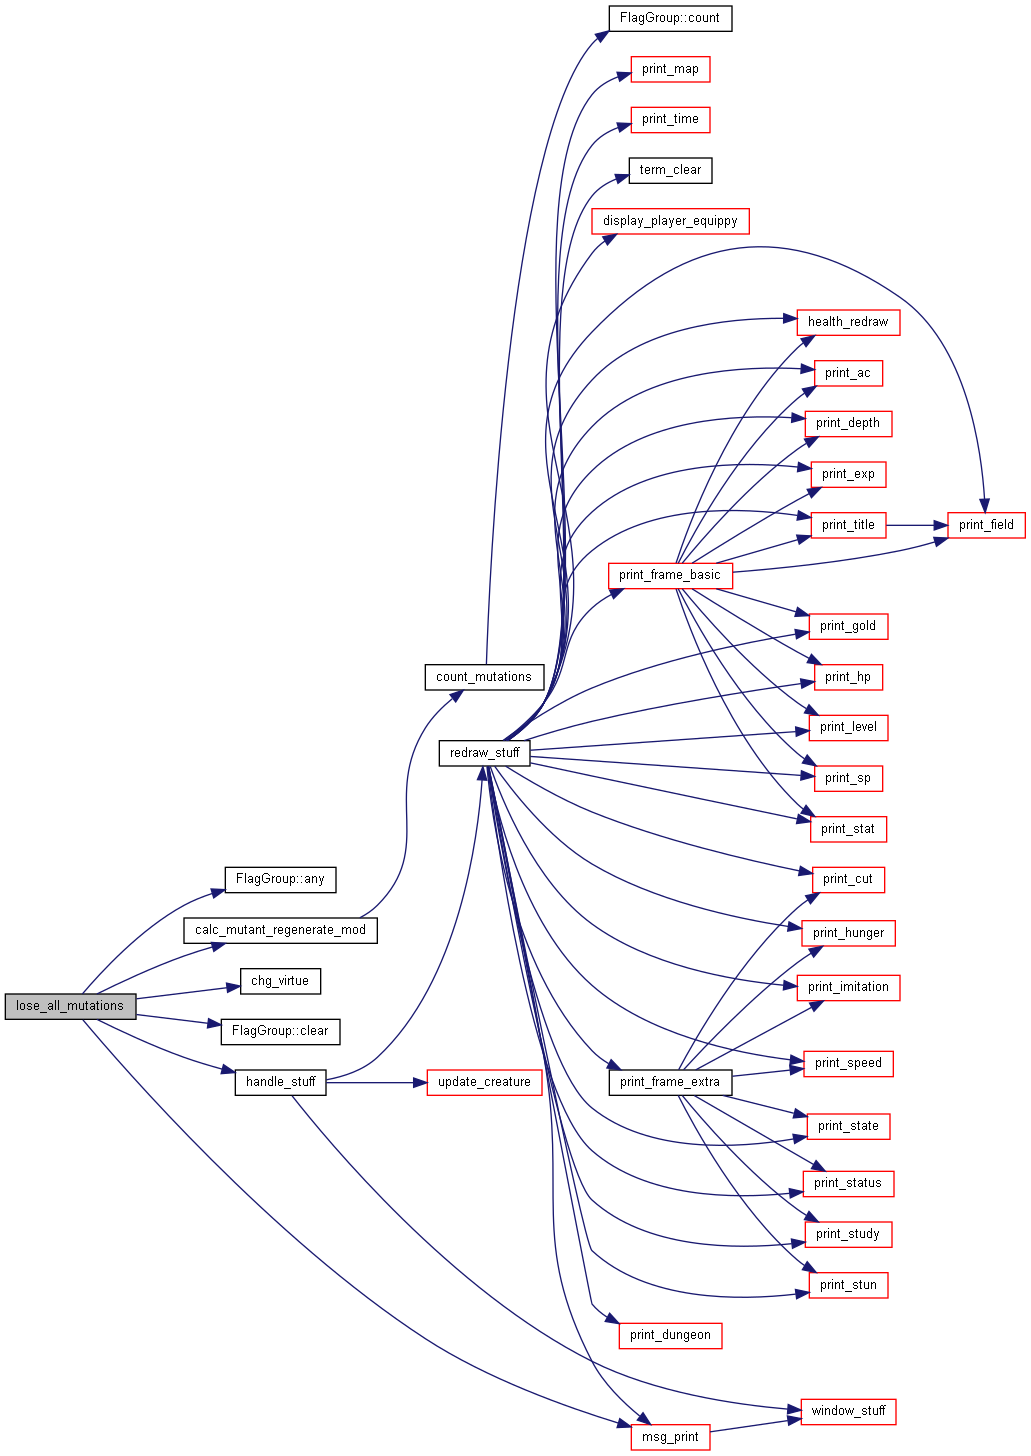 FlagGroup::count
print_map
print_time
term_clear
display_player_equippy
health_redraw
print_ac
print_depth
print_exp
print_title
print_field
print_frame_basic
print_gold
print_hp
count_mutations
print_level
redraw_stuff
print_sp
print_stat
FlagGroup::any
print_cut
calc_mutant_regenerate_mod
print_hunger
chg_virtue
print_imitation
lose_all_mutations
FlagGroup::clear
print_speed
handle_stuff
update_creature
print_frame_extra
print_state
print_status
print_study
print_stun
print_dungeon
window_stuff
msg_print